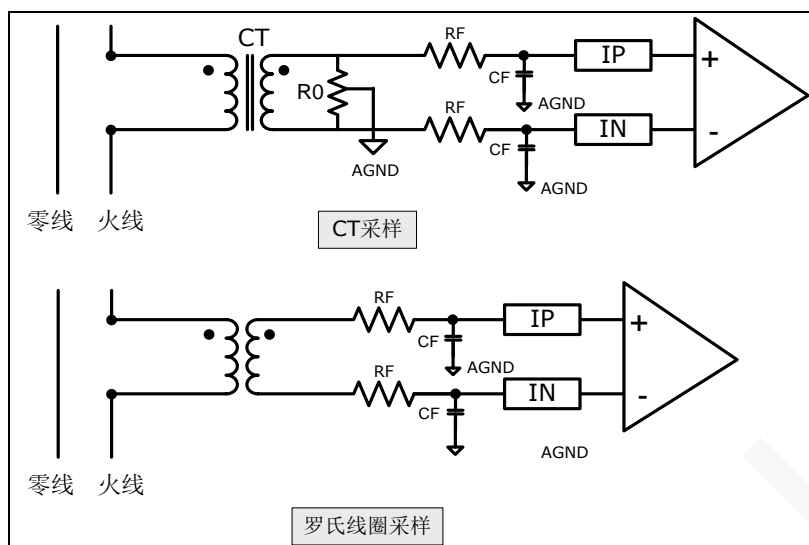 CT
RF
IP
+
R0
CF
AGND
RF
IN
-
CF
AGND
AGND
零线 火线
CT采样
RF
IP
+
CF
AGND
RF
IN
-
CF
AGND
零线 火线
罗氏线圈采样